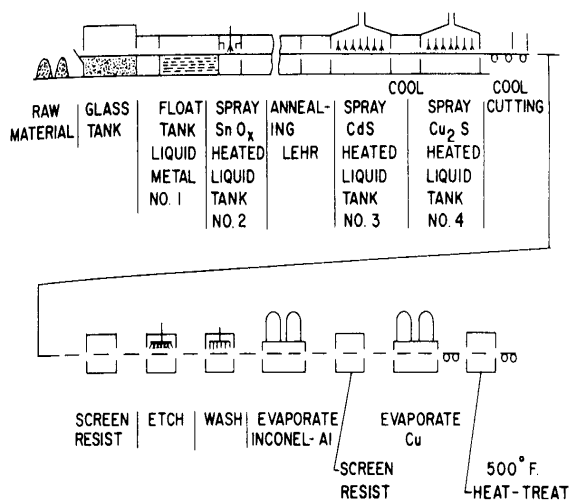 RAW
MATERIAL
GLASS
TANK
FLOAT
TANK
LIQUID
METAL
NO. 1
SPRAY
SnOx
HEATED
LIQUID
TANK
NO. 2
ANNEAL-
ING
LEHR
SPRAY
CdS
HEATED
LIQUID
TANK
NO. 3
COOL
SPRAY
Cu2S
HEATED
LIQUID
TANK
NO. 4
COOL
CUTTING
SCREEN
RESIST
ETCH
WASH
EVAPORATE
INCONEL-Al
SCREEN
RESIST
EVAPORATE
Cu
500°F.
HEAT-TREAT